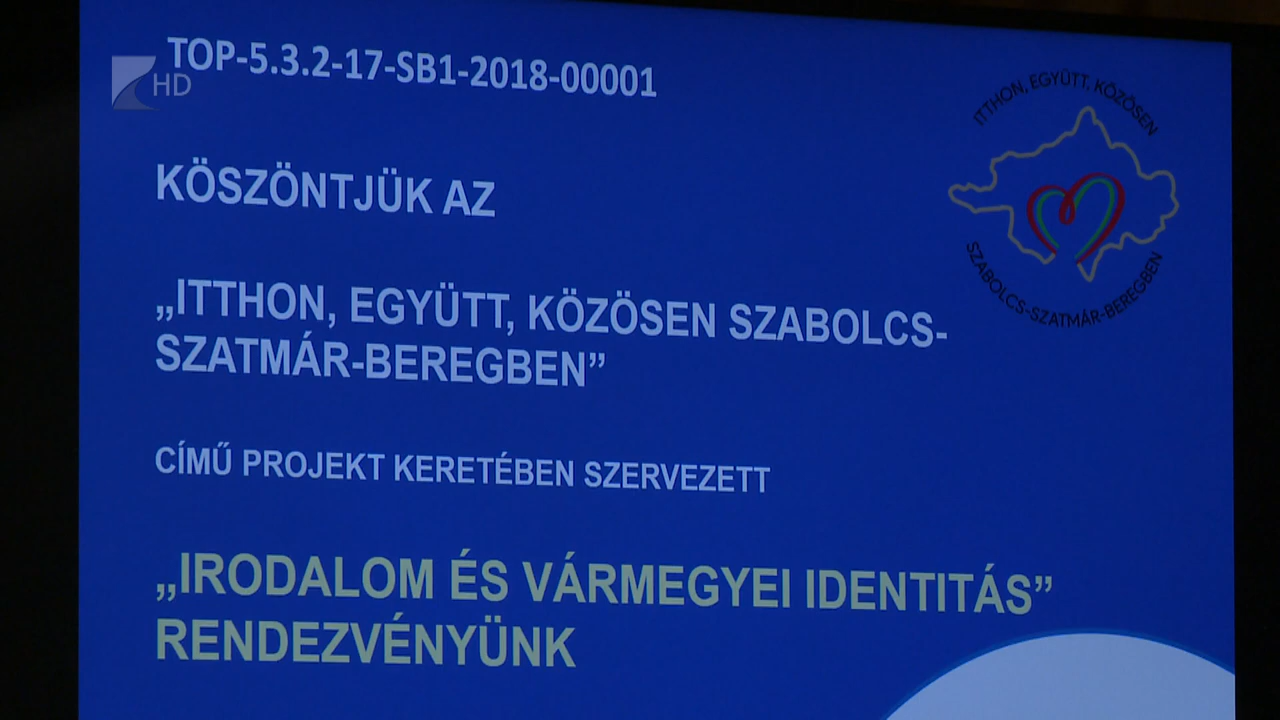 TOP-5.3.2-17-SB1-2018-00001
HD
ITTHON, EGYÜTT, KÖZÖSEN
SZABOLCS-SZATMÁR-BEREGBEN
KÖSZÖNTJÜK AZ
„ITTHON, EGYÜTT, KÖZÖSEN SZABOLCS-
SZATMÁR-BEREGBEN”
CÍMŰ PROJEKT KERETÉBEN SZERVEZETT
„IRODALOM ÉS VÁRMEGYEI IDENTITÁS”
RENDEZVÉNYÜNK